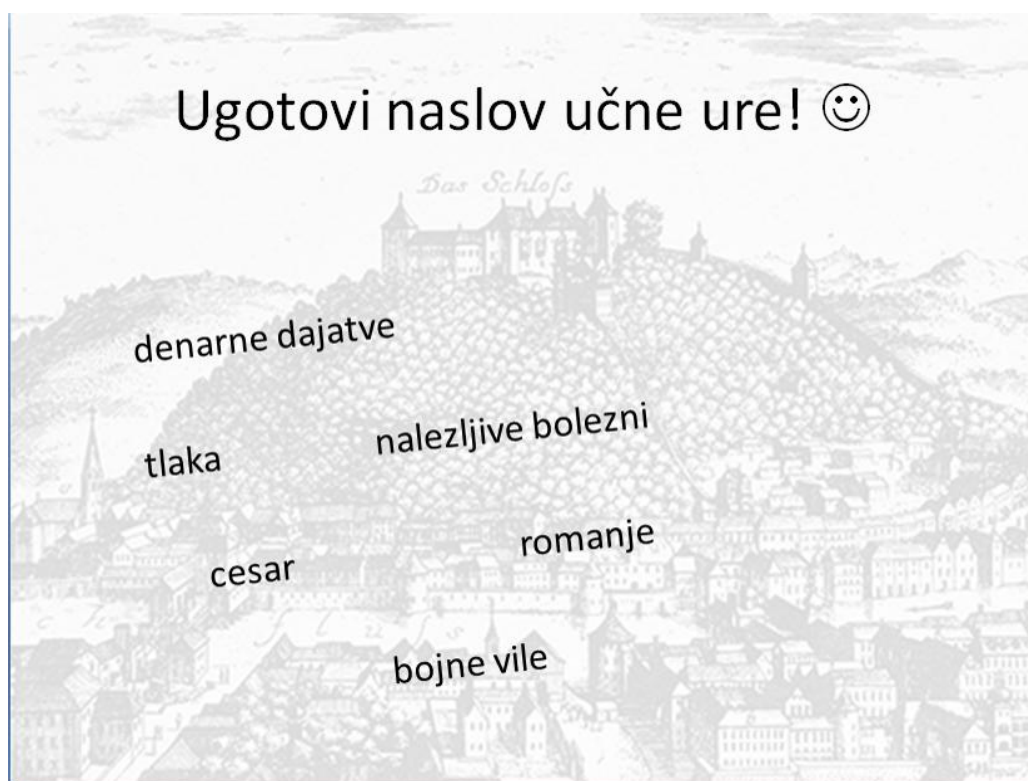 Ugotovi naslov učne ure! ☺
Das Schloſs
denarne dajatve
nalezljive bolezni
tlaka
romanje
cesar
bojne vile